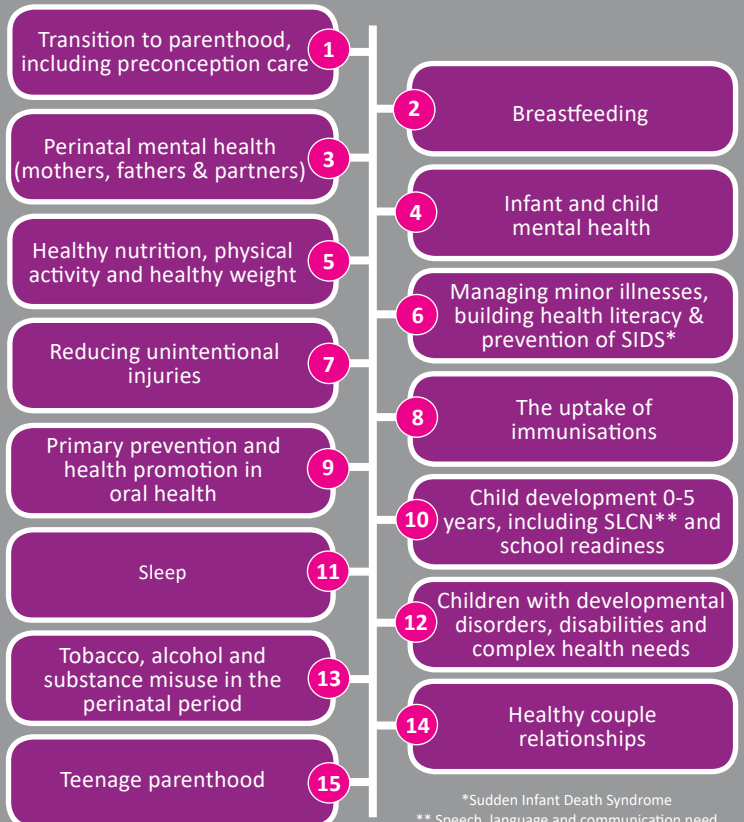 Transition to parenthood,
including preconception care
1
2
Breastfeeding
Perinatal mental health
(mothers, fathers & partners)
3
4
Infant and child
mental health
Healthy nutrition, physical
activity and healthy weight
5
6
Managing minor illnesses,
building health literacy &
prevention of SIDS*
Reducing unintentional
injuries
7
8
The uptake of
immunisations
Primary prevention and
health promotion in
oral health
9
10
Child development 0-5
years, including SLCN** and
school readiness
Sleep
11
12
Children with developmental
disorders, disabilities and
complex health needs
Tobacco, alcohol and
substance misuse in the
perinatal period
13
14
Healthy couple
relationships
Teenage parenthood
15
*Sudden Infant Death Syndrome
** Speech, language and communication need